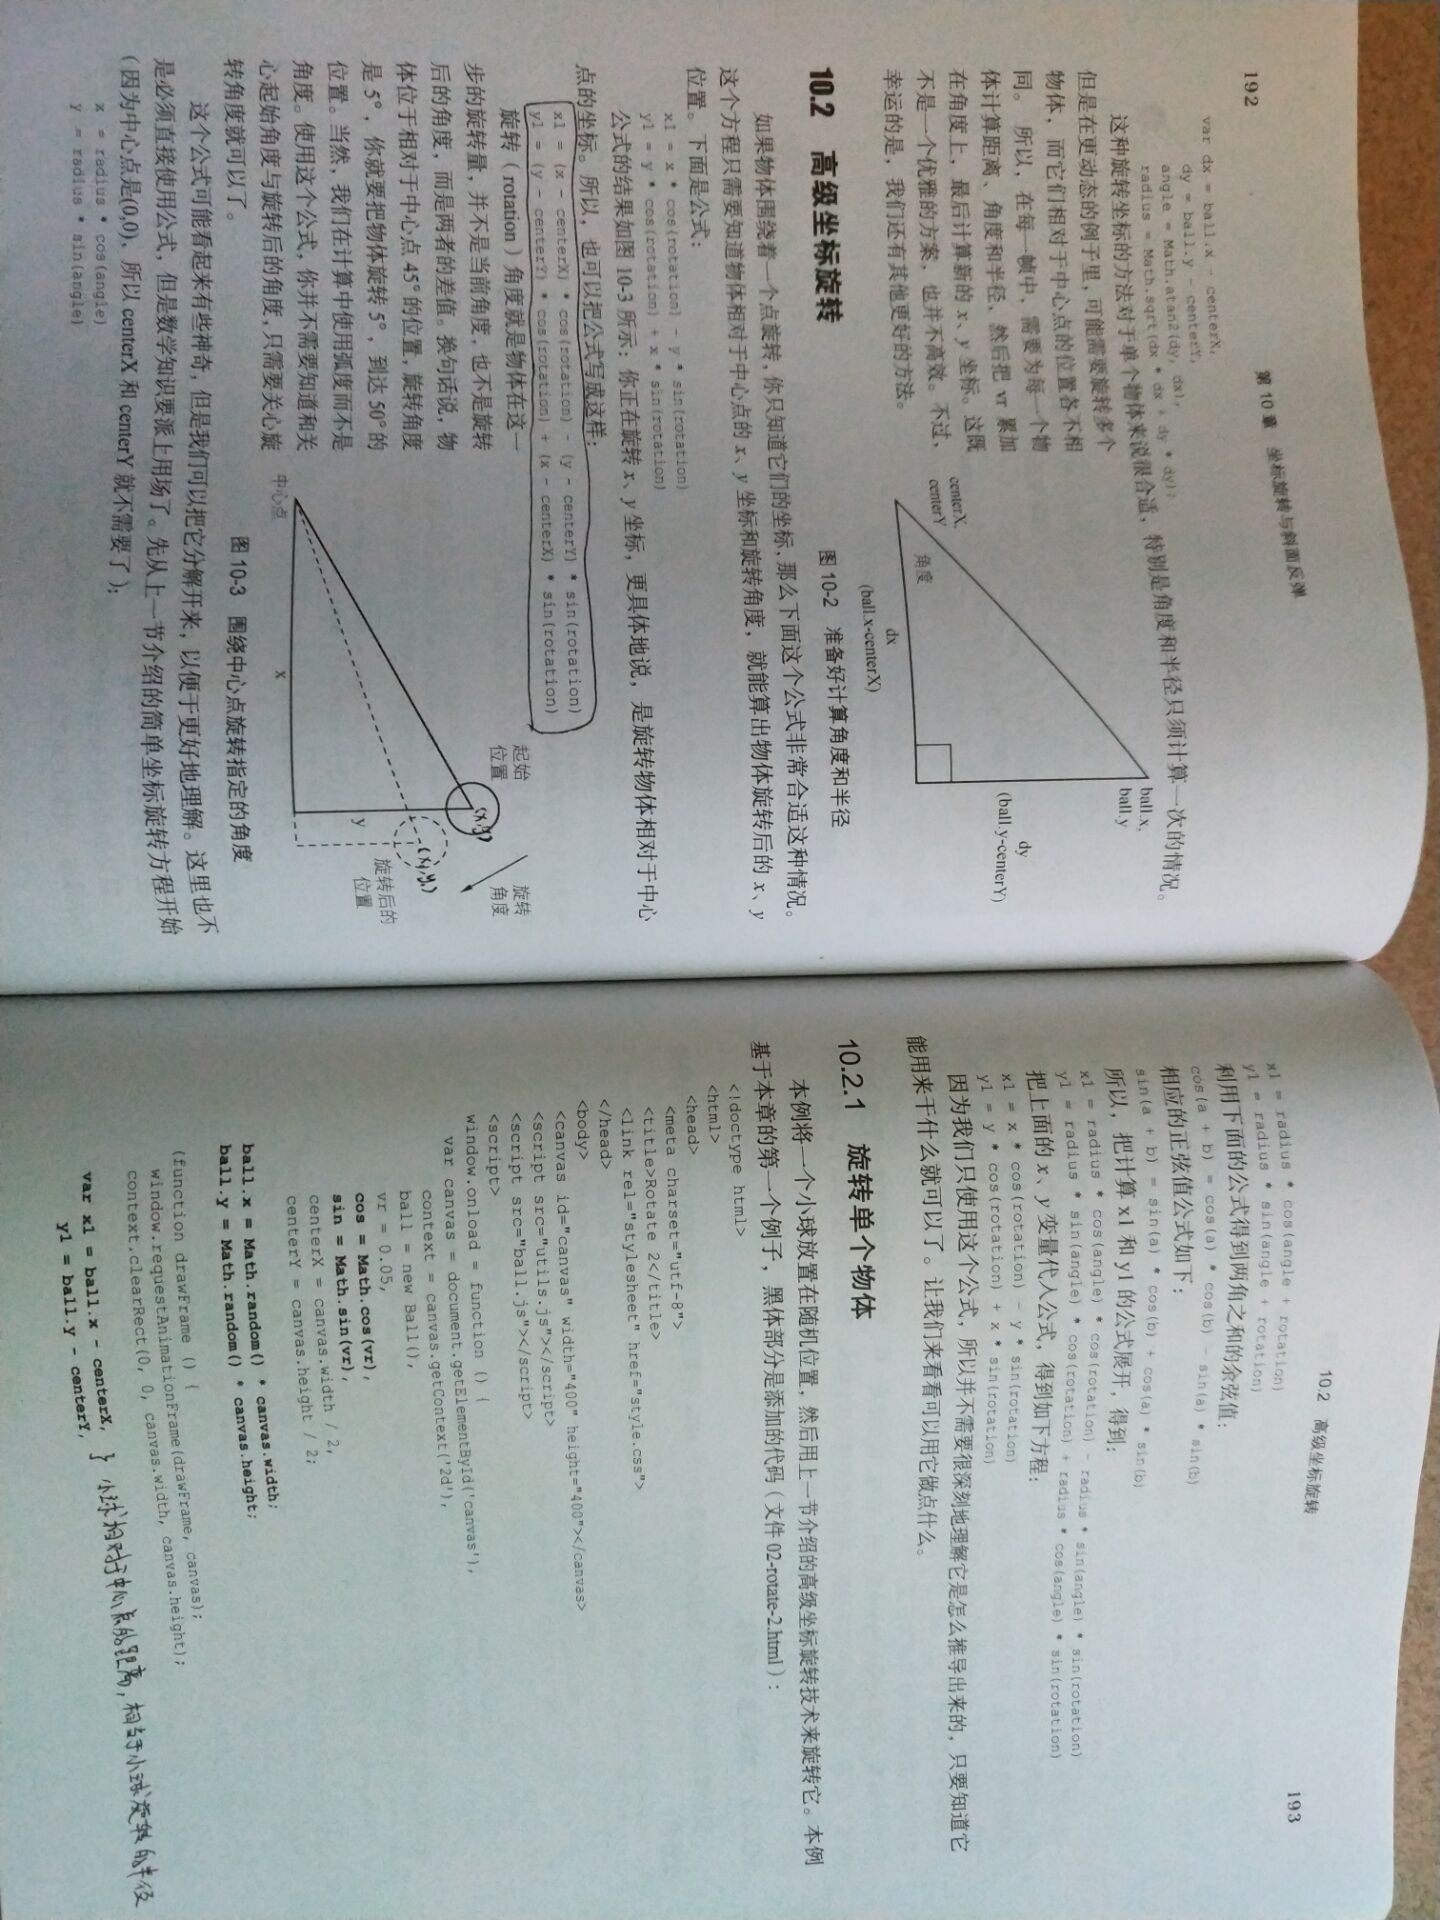 192
第 10 章 坐标旋转与斜面反弹
var dx = ball.x - centerX,
dy = ball.y - centerY,
angle = Math.atan2(dy, dx),
radius = Math.sqrt(dx * dx + dy * dy);
这种旋转坐标的方法对于单个物体来说很合适，特别是角度和半径只须计算一次的情况。
但是在更动态的例子里，可能需要旋转多个
物体，而它们相对于中心点的位置各不相
同。所以，在每一帧中，需要为每一个物
体计算距离、角度和半径，然后把 vr 累加
在角度上，最后计算新的 x、y 坐标。这既
不是一个优雅的方案，也并不高效。不过，
幸运的是，我们还有其他更好的方法。
centerX,
centerY
角度
dx
(ball.x-centerX)
ball.x,
ball.y
dy
(ball.y-centerY)
图 10-2 准备好计算角度和半径
10.2 高级坐标旋转
如果物体围绕着一个点旋转，你只知道它们的坐标，那么下面这个公式非常合适这种情况。
这个方程只需要知道物体相对于中心点的 x、y 坐标和旋转角度，就能算出物体旋转后的 x、y
位置。下面是公式：
x1 = x * cos(rotation) - y * sin(rotation)
y1 = y * cos(rotation) + x * sin(rotation)
公式的结果如图 10-3 所示：你正在旋转 x、y 坐标，更具体地说，是旋转物体相对于中心
点的坐标。所以，也可以把公式写成这样：
x1 = (x - centerX) * cos(rotation) - (y - centerY) * sin(rotation)
y1 = (y - centerY) * cos(rotation) + (x - centerX) * sin(rotation)
旋转（rotation）角度就是物体在这一
步的旋转量，并不是当前角度，也不是旋转
后的角度，而是两者的差值。换句话说，物
体位于相对于中心点 45° 的位置，旋转角度
是 5°，你就要把物体旋转 5°，到达 50° 的
位置。当然，我们在计算中使用弧度而不是
角度。使用这个公式，你并不需要知道和关
心起始角度与旋转后的角度，只需要关心旋
转角度就可以了。
起始
位置
(x,y)
旋转
角度
(x₁,y₁)
旋转后的
位置
y
x
中心点
图 10-3 围绕中心点旋转指定的角度
这个公式可能看起来有些神奇，但是我们可以把它分解开来，以便于更好地理解。这里也不
是必须直接使用公式，但是数学知识要派上用场了。先从上一节介绍的简单坐标旋转方程开始
（因为中心点是(0,0)，所以 centerX 和 centerY 就不需要了）：
x = radius * cos(angle)
y = radius * sin(angle)
10.2 高级坐标旋转
193
x1 = radius * cos(angle + rotation)
y1 = radius * sin(angle + rotation)
利用下面的公式得到两角之和的余弦值：
cos(a + b) = cos(a) * cos(b) - sin(a) * sin(b)
相应的正弦值公式如下：
sin(a + b) = sin(a) * cos(b) + cos(a) * sin(b)
所以，把计算 x1 和 y1 的公式展开，得到：
x1 = radius * cos(angle) * cos(rotation) - radius * sin(angle) * sin(rotation)
y1 = radius * sin(angle) * cos(rotation) + radius * cos(angle) * sin(rotation)
把上面的 x、y 变量代入公式，得到如下方程：
x1 = x * cos(rotation) - y * sin(rotation)
y1 = y * cos(rotation) + x * sin(rotation)
因为我们只使用这个公式，所以并不需要很深刻地理解它是怎么推导出来的，只要知道它
能用来干什么就可以了。让我们来看看可以用它做点什么。
10.2.1 旋转单个物体
本例将一个小球放置在随机位置，然后用上一节介绍的高级坐标旋转技术来旋转它。本例
基于本章的第一个例子，黑体部分是添加的代码（文件 02-rotate-2.html）：
<!doctype html>
<html>
<head>
<meta charset="utf-8">
<title>Rotate 2</title>
<link rel="stylesheet" href="style.css">
</head>
<body>
<canvas id="canvas" width="400" height="400"></canvas>
<script src="utils.js"></script>
<script src="ball.js"></script>
<script>
window.onload = function () {
var canvas = document.getElementById('canvas'),
context = canvas.getContext('2d'),
ball = new Ball(),
vr = 0.05,
cos = Math.cos(vr),
sin = Math.sin(vr),
centerX = canvas.width / 2,
centerY = canvas.height / 2;
ball.x = Math.random() * canvas.width;
ball.y = Math.random() * canvas.height;
(function drawFrame () {
window.requestAnimationFrame(drawFrame, canvas);
context.clearRect(0, 0, canvas.width, canvas.height);
var x1 = ball.x - centerX,
y1 = ball.y - centerY,
} 小球相对于中心点的距离，相当于小球旋转的半径